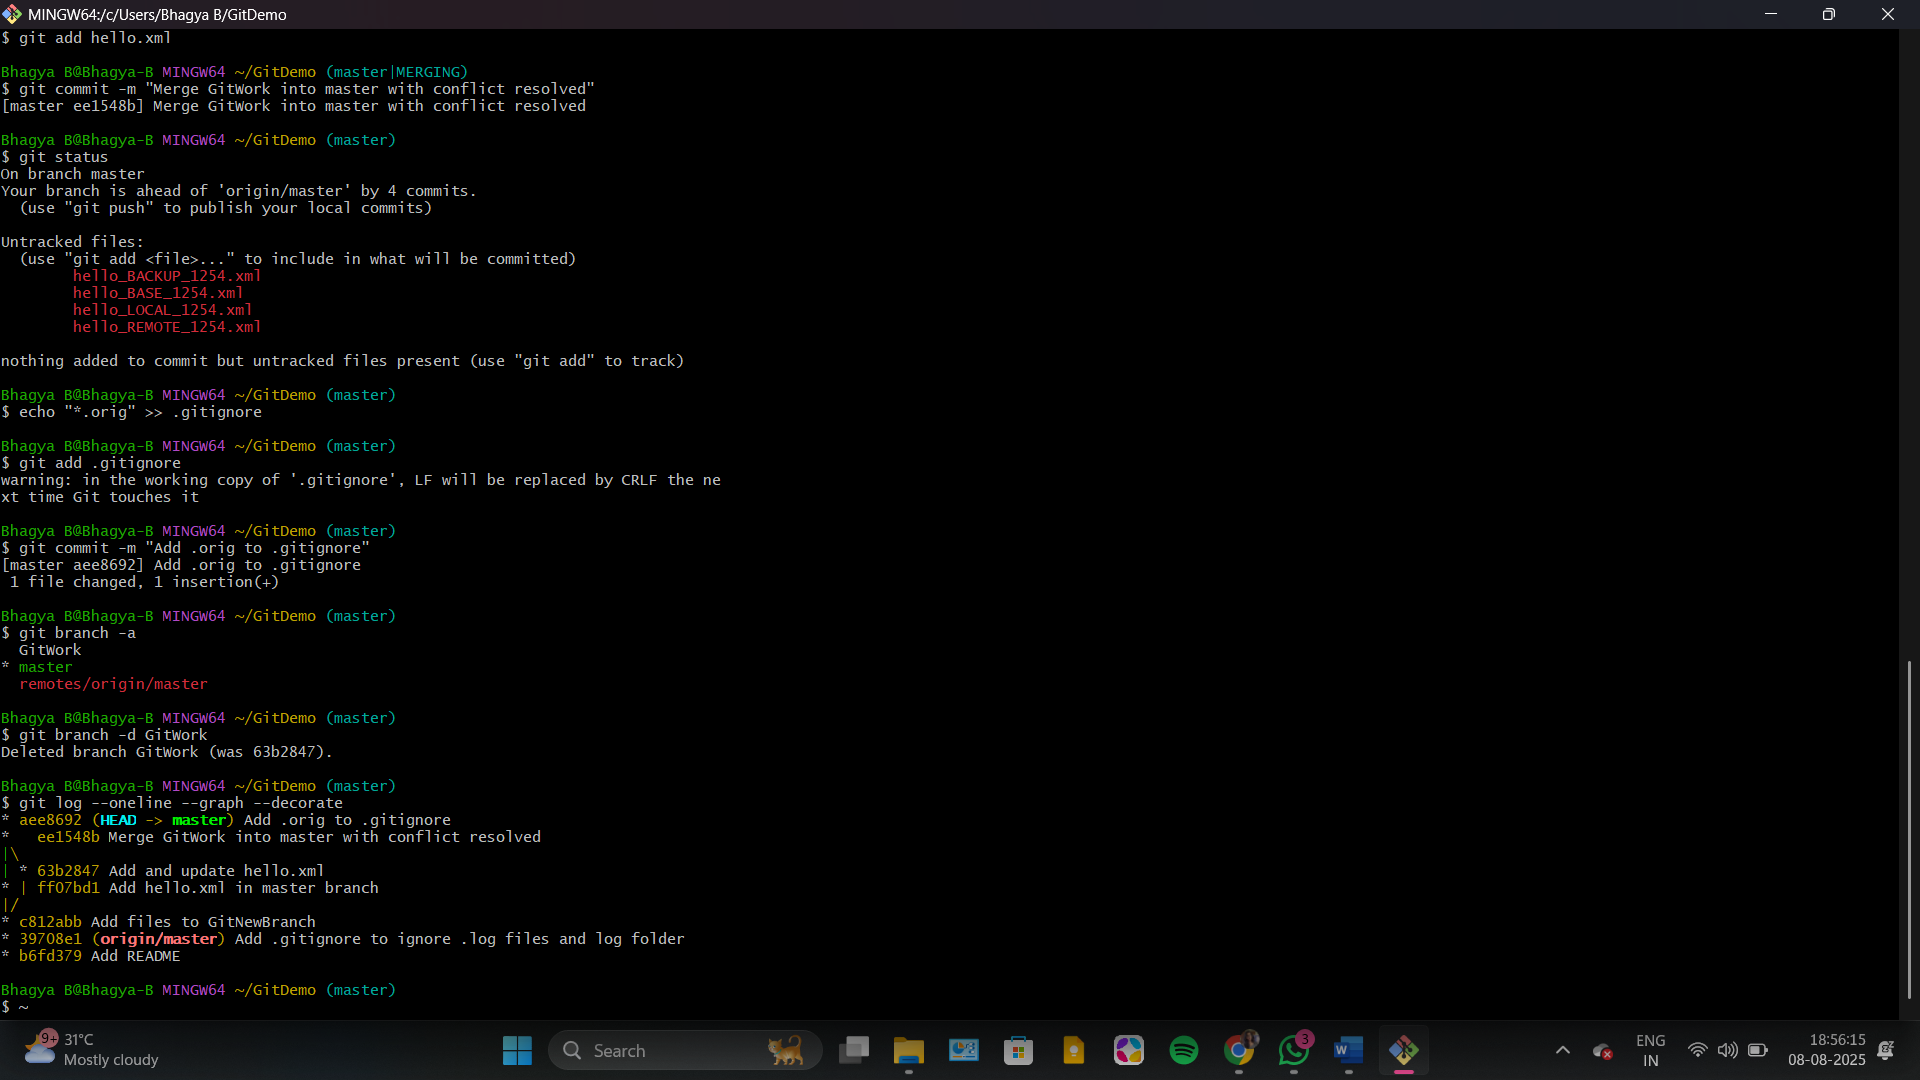 MINGW64:/c/Users/Bhagya B/GitDemo
$ git add hello.xml
Bhagya B@Bhagya-B MINGW64 ~/GitDemo (master|MERGING)
$ git commit -m "Merge GitWork into master with conflict resolved"
[master ee1548b] Merge GitWork into master with conflict resolved
Bhagya B@Bhagya-B MINGW64 ~/GitDemo (master)
$ git status
On branch master
Your branch is ahead of 'origin/master' by 4 commits.
  (use "git push" to publish your local commits)
Untracked files:
  (use "git add <file>..." to include in what will be committed)
        hello_BACKUP_1254.xml
        hello_BASE_1254.xml
        hello_LOCAL_1254.xml
        hello_REMOTE_1254.xml
nothing added to commit but untracked files present (use "git add" to track)
Bhagya B@Bhagya-B MINGW64 ~/GitDemo (master)
$ echo "*.orig" >> .gitignore
Bhagya B@Bhagya-B MINGW64 ~/GitDemo (master)
$ git add .gitignore
warning: in the working copy of '.gitignore', LF will be replaced by CRLF the ne
xt time Git touches it
Bhagya B@Bhagya-B MINGW64 ~/GitDemo (master)
$ git commit -m "Add .orig to .gitignore"
[master aee8692] Add .orig to .gitignore
 1 file changed, 1 insertion(+)
Bhagya B@Bhagya-B MINGW64 ~/GitDemo (master)
$ git branch -a
  GitWork
* master
  remotes/origin/master
Bhagya B@Bhagya-B MINGW64 ~/GitDemo (master)
$ git branch -d GitWork
Deleted branch GitWork (was 63b2847).
Bhagya B@Bhagya-B MINGW64 ~/GitDemo (master)
$ git log --oneline --graph --decorate
* aee8692 (HEAD -> master) Add .orig to .gitignore
*   ee1548b Merge GitWork into master with conflict resolved
|\
| * 63b2847 Add and update hello.xml
* | ff07bd1 Add hello.xml in master branch
|/
* c812abb Add files to GitNewBranch
* 39708e1 (origin/master) Add .gitignore to ignore .log files and log folder
* b6fd379 Add README
Bhagya B@Bhagya-B MINGW64 ~/GitDemo (master)
$ ~
9+
31°C
Mostly cloudy
Search
3
W
ENG
IN
18:56:15
08-08-2025